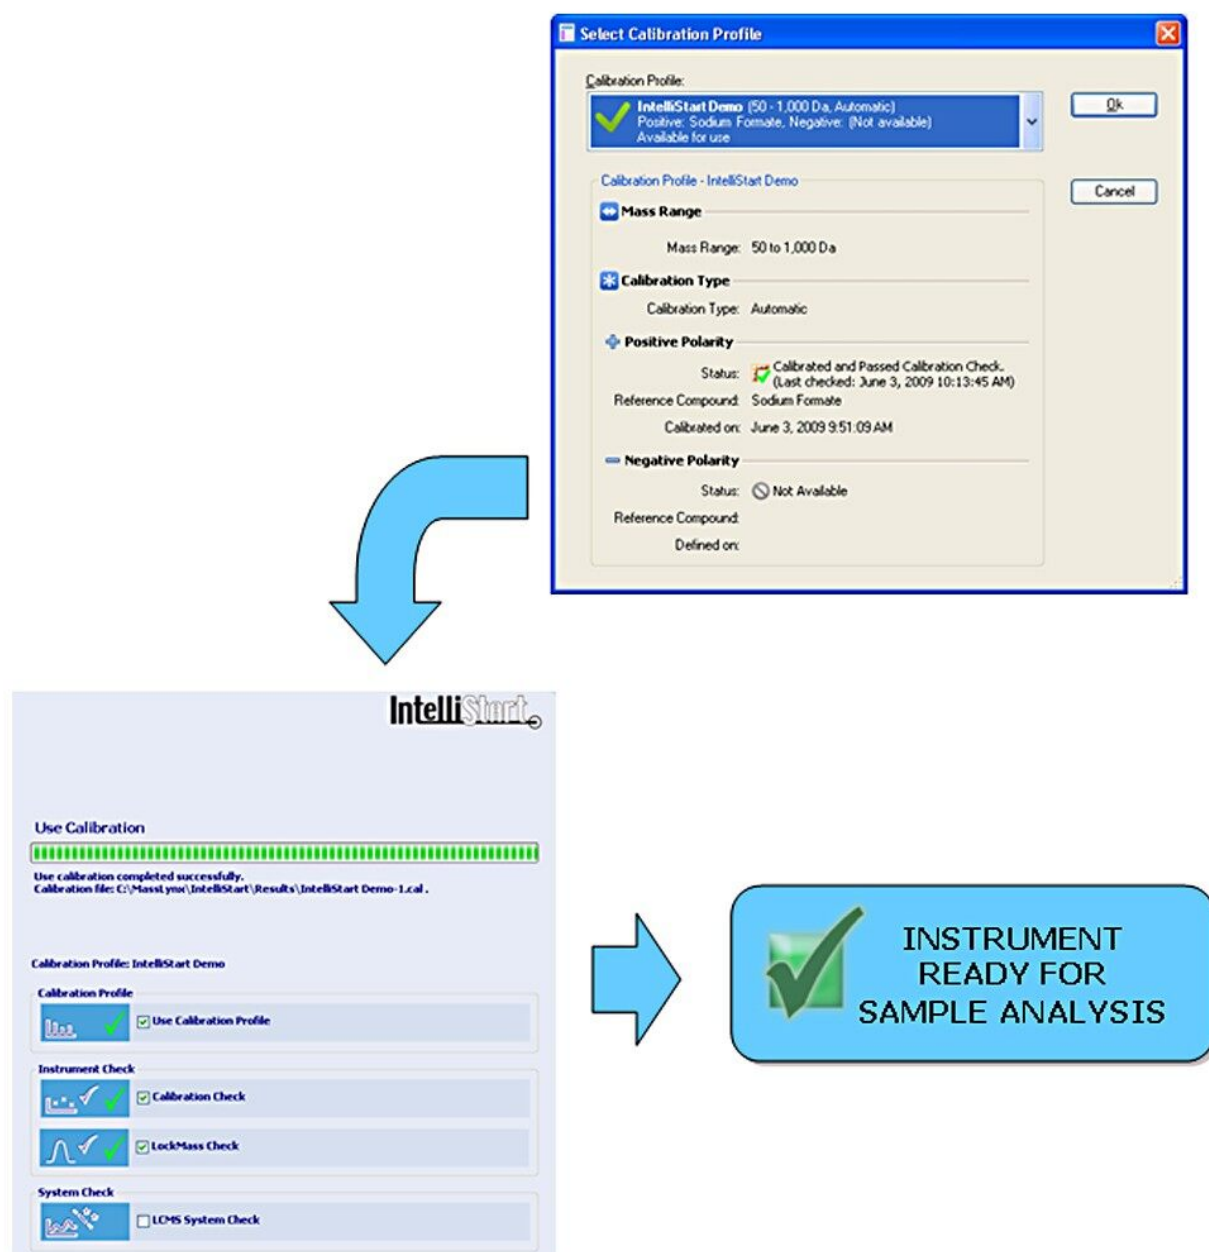 Select Calibration Profile
Calibration Profile:
IntelliStart Demo (50 - 1,000 Da, Automatic)
Positive: Sodium Formate, Negative: (Not available)
Available for use
Ok
Cancel
Calibration Profile - IntelliStart Demo
Mass Range
Mass Range: 50 to 1,000 Da
Calibration Type
Calibration Type: Automatic
Positive Polarity
Status: Calibrated and Passed Calibration Check.
(Last checked: June 3, 2009 10:13:45 AM)
Reference Compound: Sodium Formate
Calibrated on: June 3, 2009 9:51:09 AM
Negative Polarity
Status: Not Available
Reference Compound:
Defined on:
IntelliStart
Use Calibration
Use calibration completed successfully.
Calibration file: C:\MassLynx\IntelliStart\Results\IntelliStart Demo-1.cal .
Calibration Profile: IntelliStart Demo
Calibration Profile
Use Calibration Profile
Instrument Check
Calibration Check
LockMass Check
System Check
LCMS System Check
INSTRUMENT
READY FOR
SAMPLE ANALYSIS